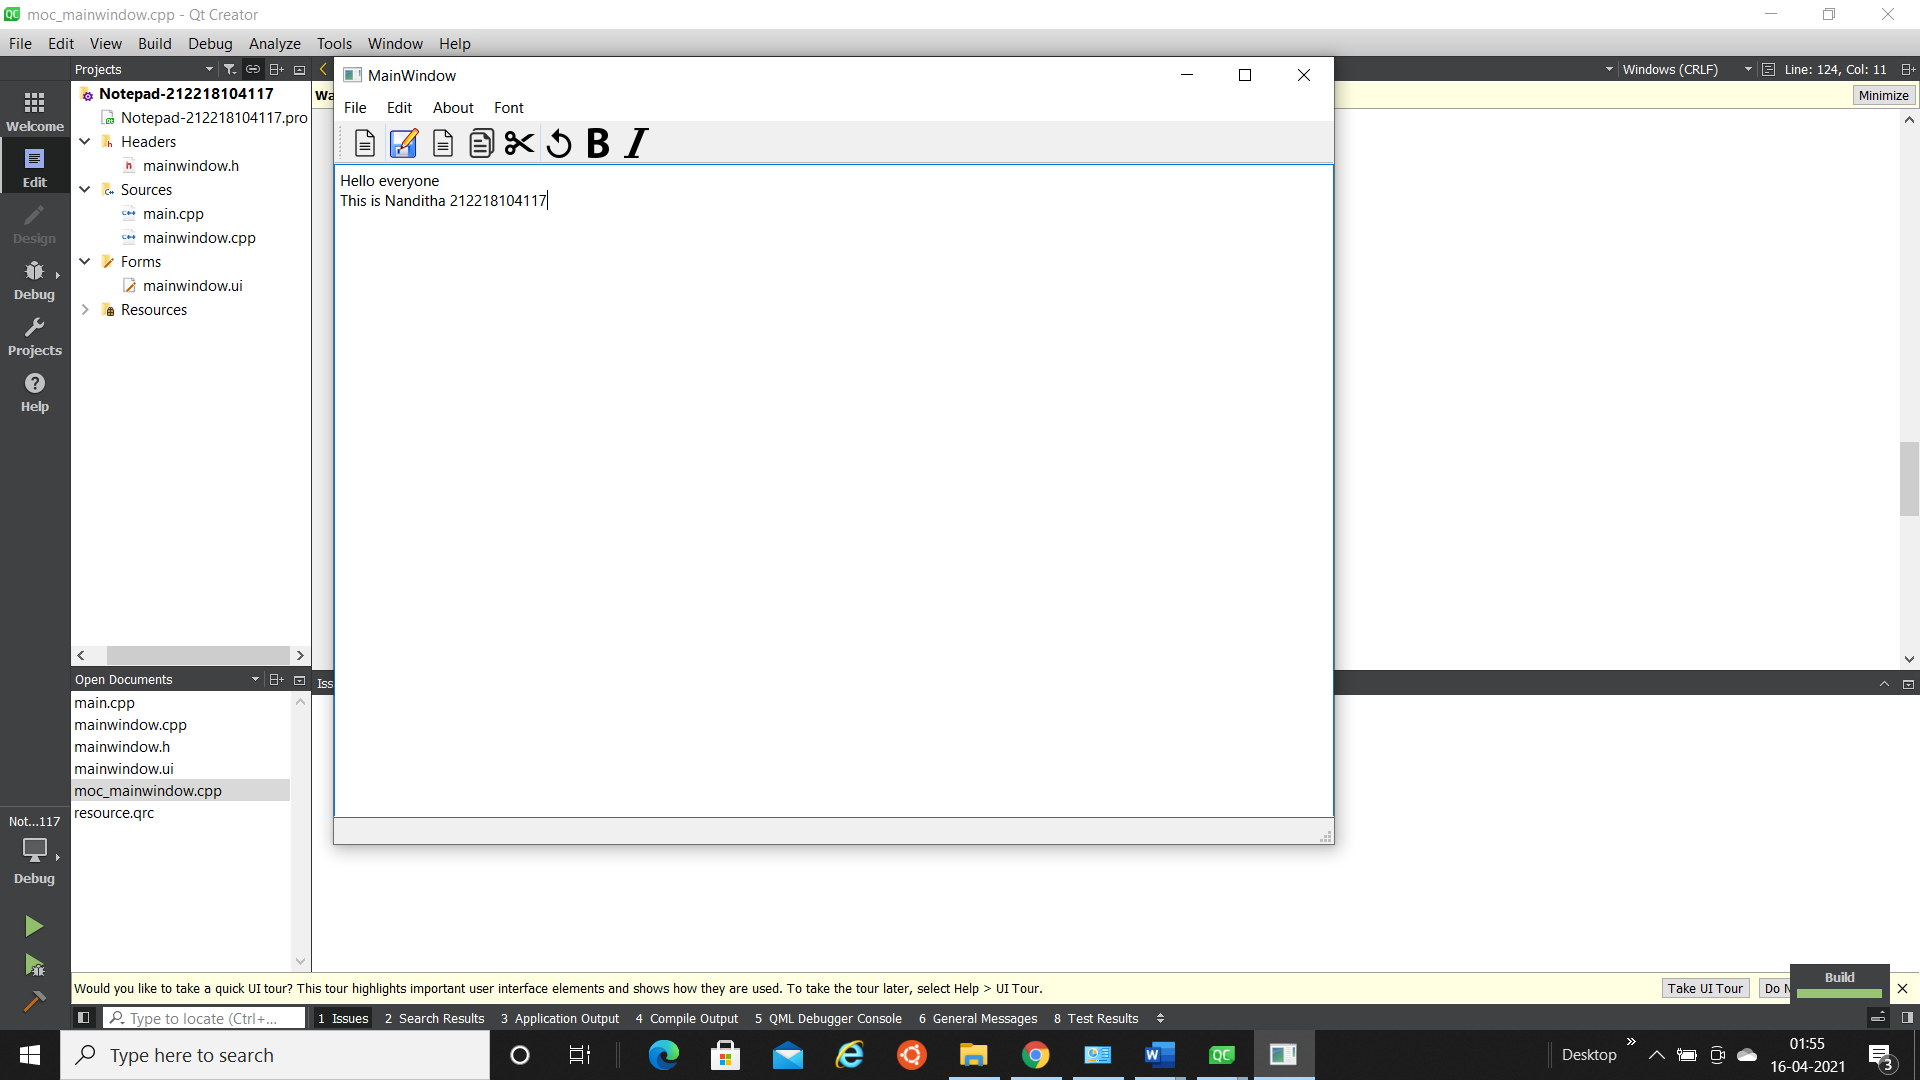 moc_mainwindow.cpp - Qt Creator
File Edit View Build Debug Analyze Tools Window Help
Projects
Windows (CRLF)
Line: 124, Col: 11
Minimize
Welcome
Edit
Design
Debug
Projects
Help
Notepad-212218104117
Notepad-212218104117.pro
Headers
mainwindow.h
Sources
main.cpp
mainwindow.cpp
Forms
mainwindow.ui
Resources
MainWindow
File Edit About Font
B I
Hello everyone
This is Nanditha 212218104117
Open Documents
main.cpp
mainwindow.cpp
mainwindow.h
mainwindow.ui
moc_mainwindow.cpp
resource.qrc
Not...117
Debug
Would you like to take a quick UI tour? This tour highlights important user interface elements and shows how they are used. To take the tour later, select Help > UI Tour.
Take UI Tour
Do
Build
Type to locate (Ctrl+...
1 Issues 2 Search Results 3 Application Output 4 Compile Output 5 QML Debugger Console 6 General Messages 8 Test Results
Type here to search
QC
Desktop
01:55
16-04-2021
3